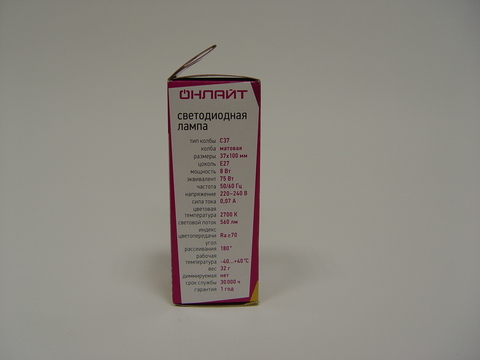 ОНЛАЙТ
светодиодная
лампа
тип колбы C37
колба матовая
размеры 37x100 мм
цоколь E27
мощность 8 Вт
эквивалент 75 Вт
частота 50/60 Гц
напряжение 220-240 В
сила тока 0,07 А
цветовая
температура 2700 К
световой поток 560 лм
индекс
цветопередачи Ra≥70
угол
рассеивания 180°
рабочая
температура -40...+40°C
вес 32 г
диммируемая нет
срок службы 30 000 ч
гарантия 1 год